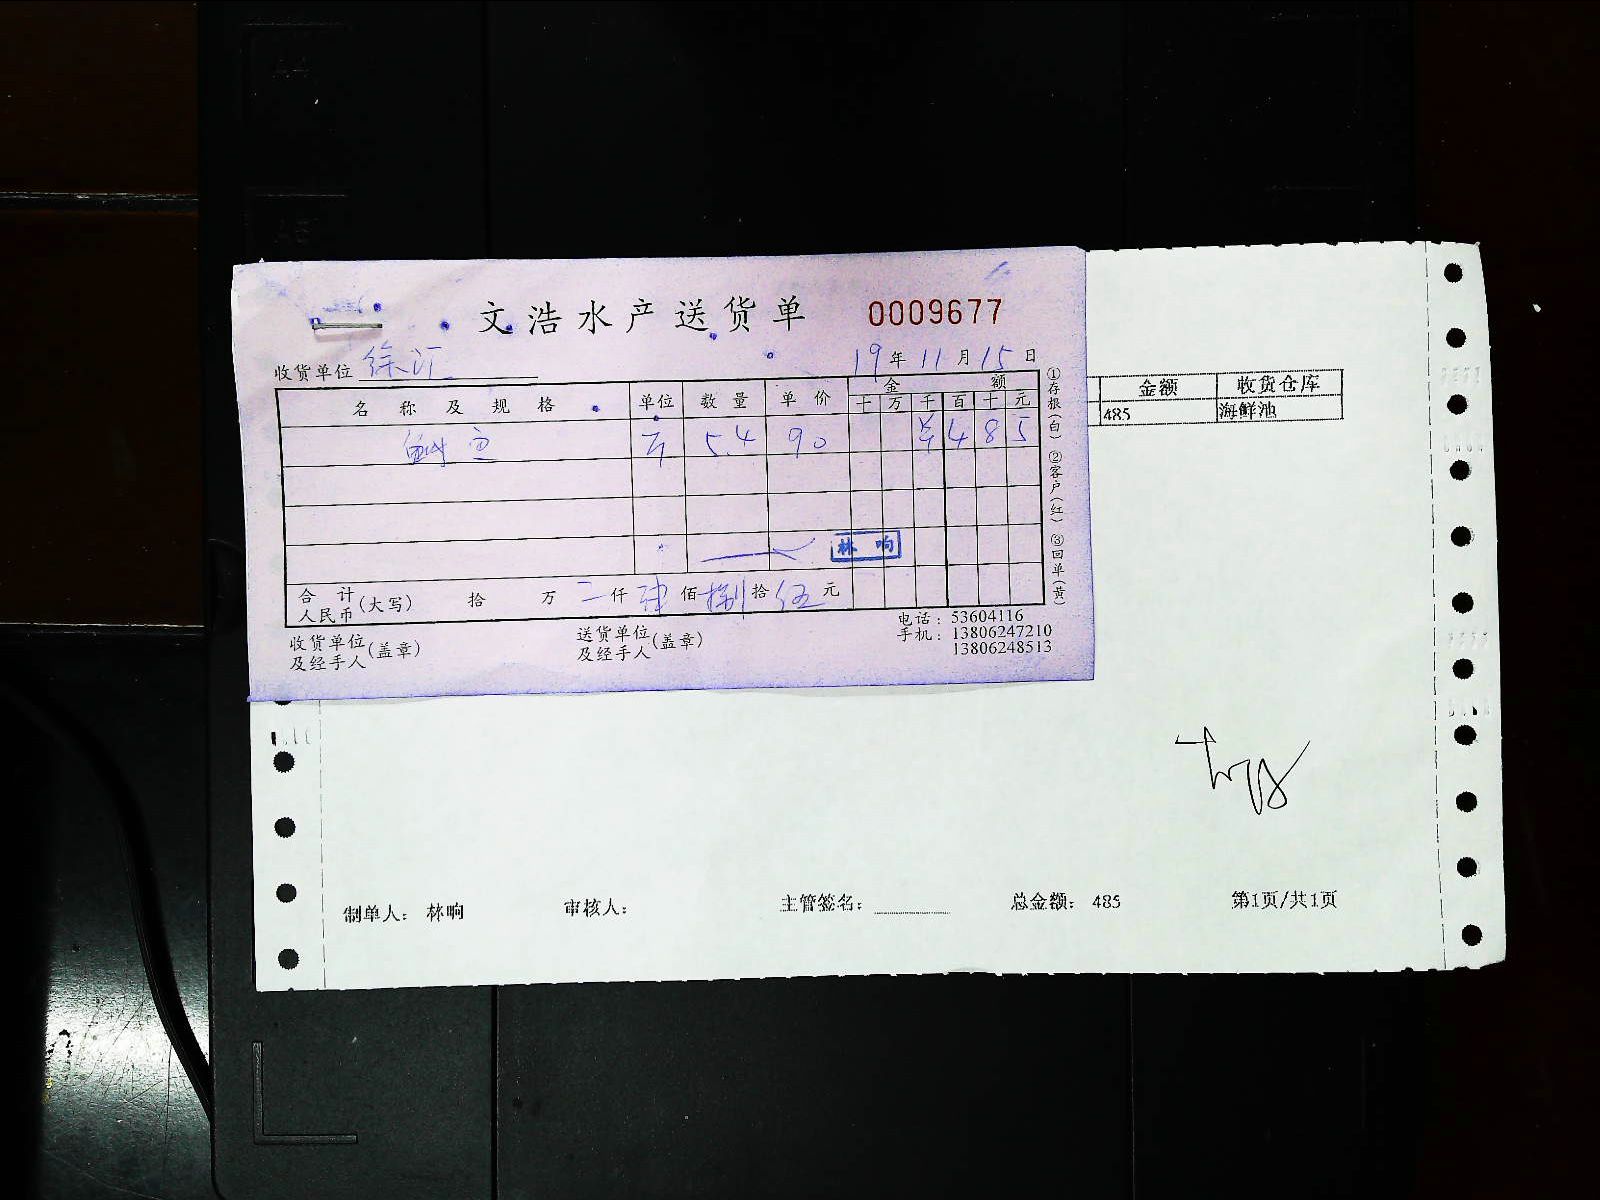 文浩水产送货单 0009677
收货单位 徐汇 19年11月15日
名称及规格 单位 数量 单价 金额
十 万 千 百 十 元
5.4 90 4 8 5
林响
合计人民币(大写) 拾 万 仟 肆佰 捌拾 伍元
收货单位及经手人(盖章) 送货单位及经手人(盖章)
电话:53604116
手机:13806247210
13806248513
①存根(白) ②客户(红) ③回单(黄)
金额 收货仓库
485 海鲜池
制单人: 林响 审核人: 主管签名: 总金额: 485 第1页/共1页